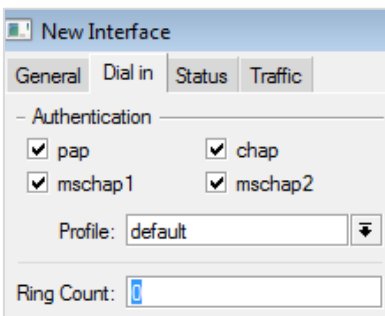 New Interface
General Dial in Status Traffic
Authentication
pap chap
mschap1 mschap2
Profile: default
Ring Count: 0